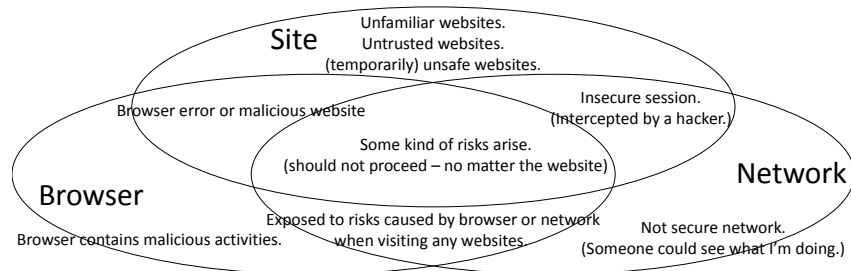 Site
Unfamiliar websites.
Untrusted websites.
(temporarily) unsafe websites.
Browser error or malicious website
Insecure session.
(Intercepted by a hacker.)
Some kind of risks arise.
(should not proceed – no matter the website)
Browser
Network
Exposed to risks caused by browser or network
when visiting any websites.
Browser contains malicious activities.
Not secure network.
(Someone could see what I'm doing.)